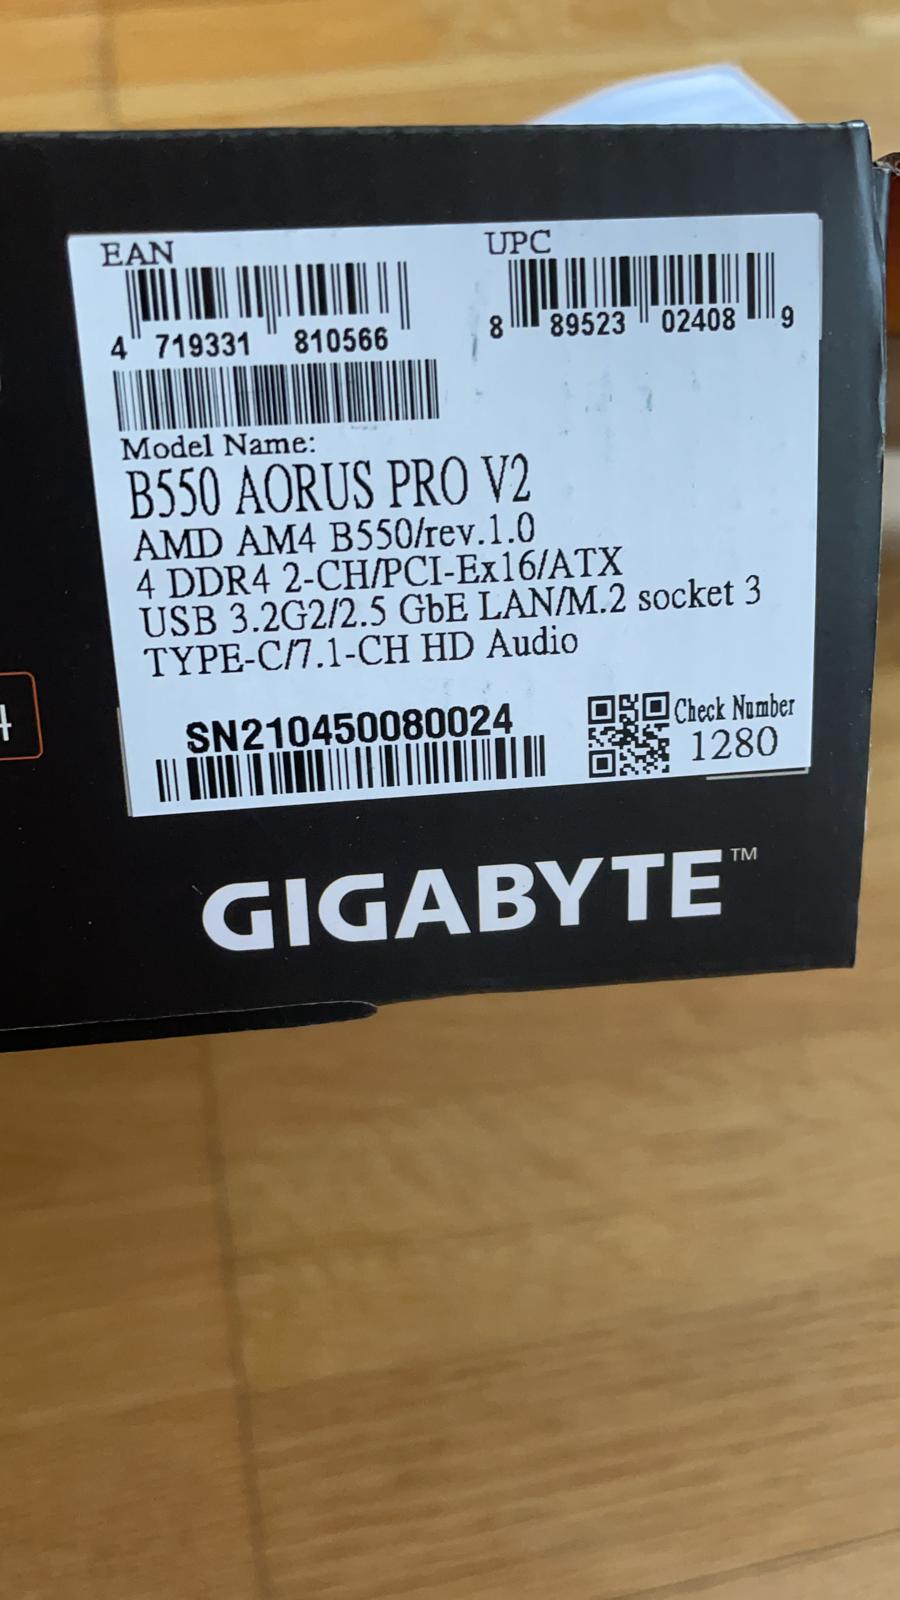 EAN
4 719331 810566
UPC
8 89523 02408 9
Model Name:
B550 AORUS PRO V2
AMD AM4 B550/rev.1.0
4 DDR4 2-CH/PCI-Ex16/ATX
USB 3.2G2/2.5 GbE LAN/M.2 socket 3
TYPE-C/7.1-CH HD Audio
SN210450080024
Check Number
1280
GIGABYTE™